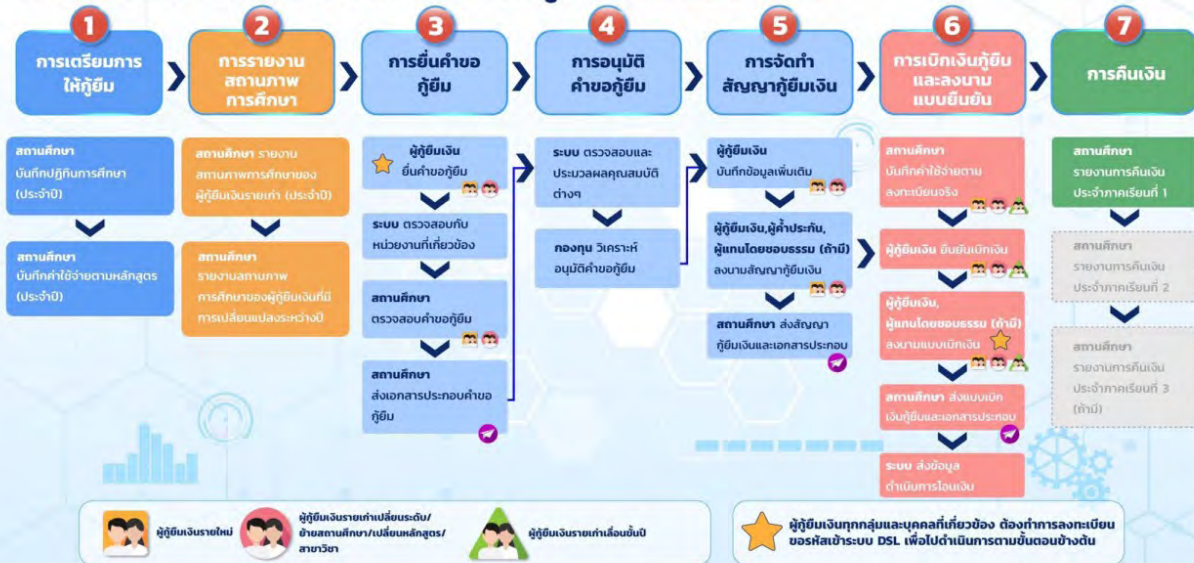 1
การเตรียมการ
ให้กู้ยืม
2
การรายงาน
สถานภาพ
การศึกษา
3
การยื่นคำขอ
กู้ยืม
4
การอนุมัติ
คำขอกู้ยืม
5
การจัดทำ
สัญญากู้ยืมเงิน
6
การเบิกเงินกู้ยืม
และลงนาม
แบบยืนยัน
7
การคืนเงิน
สถานศึกษา
บันทึกปฏิทินการศึกษา
(ประจำปี)
สถานศึกษา
บันทึกค่าใช้จ่ายตามหลักสูตร
(ประจำปี)
สถานศึกษา รายงาน
สถานภาพการศึกษาของ
ผู้กู้ยืมเงินรายเก่า (ประจำปี)
สถานศึกษา
รายงานสถานภาพ
การศึกษาของผู้กู้ยืมเงินที่มี
การเปลี่ยนแปลงระหว่างปี
ผู้กู้ยืมเงิน
ยื่นคำขอกู้ยืม
ระบบ ตรวจสอบกับ
หน่วยงานที่เกี่ยวข้อง
สถานศึกษา
ตรวจสอบคำขอกู้ยืม
สถานศึกษา
ส่งเอกสารประกอบคำขอ
กู้ยืม
ระบบ ตรวจสอบและ
ประมวลผลคุณสมบัติ
ต่างๆ
กองทุน วิเคราะห์
อนุมัติคำขอกู้ยืม
ผู้กู้ยืมเงิน
บันทึกข้อมูลเพิ่มเติม
ผู้กู้ยืมเงิน,ผู้ค้ำประกัน,
ผู้แทนโดยชอบธรรม (ถ้ามี)
ลงนามสัญญากู้ยืมเงิน
สถานศึกษา ส่งสัญญา
กู้ยืมเงินและเอกสารประกอบ
สถานศึกษา
บันทึกค่าใช้จ่ายตาม
ลงทะเบียนจริง
ผู้กู้ยืมเงิน ยืนยันเบิกเงิน
ผู้กู้ยืมเงิน,
ผู้แทนโดยชอบธรรม (ถ้ามี)
ลงนามแบบเบิกเงิน
สถานศึกษา ส่งแบบเบิก
เงินกู้ยืมและเอกสารประกอบ
ระบบ ส่งข้อมูล
ดำเนินการโอนเงิน
สถานศึกษา
รายงานการคืนเงิน
ประจำภาคเรียนที่ 1
สถานศึกษา
รายงานการคืนเงิน
ประจำภาคเรียนที่ 2
สถานศึกษา
รายงานการคืนเงิน
ประจำภาคเรียนที่ 3
(ถ้ามี)
ผู้กู้ยืมเงินรายใหม่
ผู้กู้ยืมเงินรายเก่าเปลี่ยนระดับ/
ย้ายสถานศึกษา/เปลี่ยนหลักสูตร/
สาขาวิชา
ผู้กู้ยืมเงินรายเก่าเลื่อนชั้นปี
ผู้กู้ยืมเงินทุกกลุ่มและบุคคลที่เกี่ยวข้อง ต้องทำการลงทะเบียน
ขอรหัสเข้าระบบ DSL เพื่อไปดำเนินการตามขั้นตอนข้างต้น